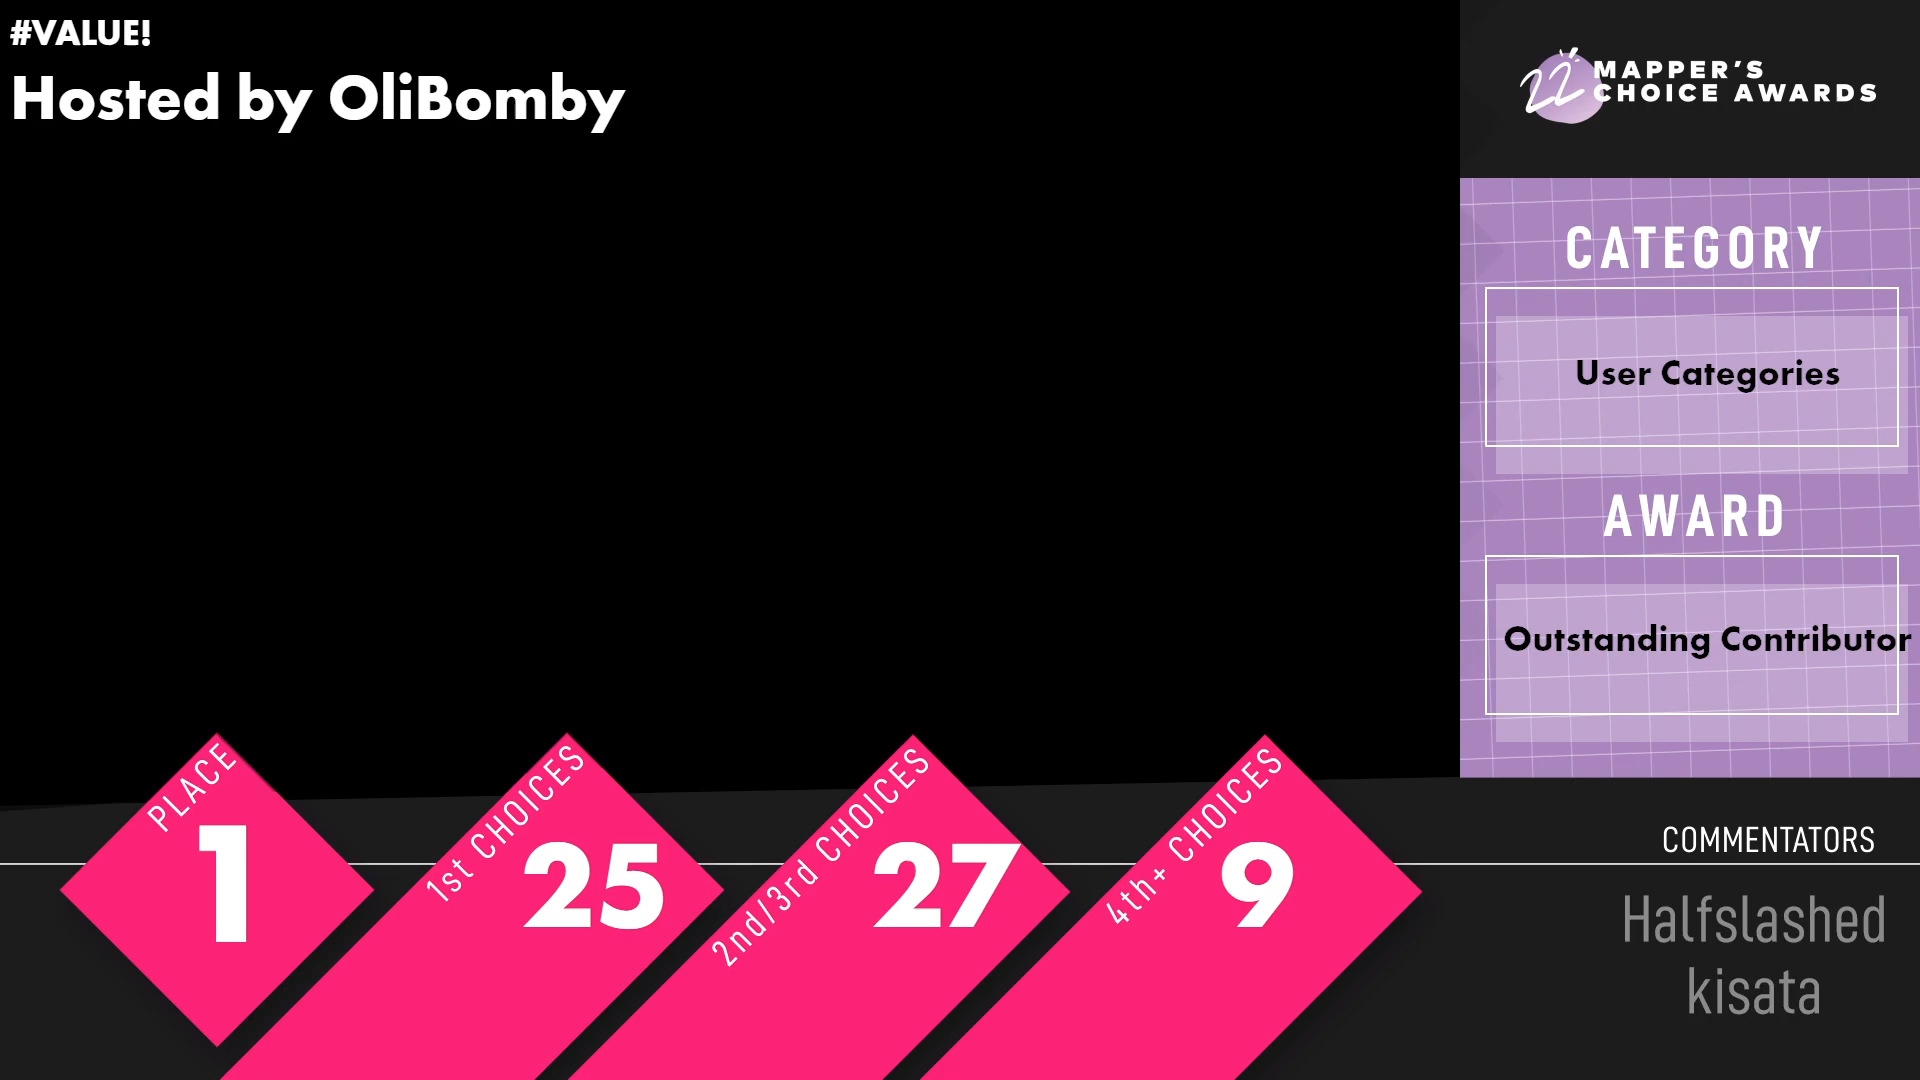 #VALUE!
Hosted by OliBomby
22
MAPPER'S
CHOICE AWARDS
CATEGORY
User Categories
AWARD
Outstanding Contributor
PLACE
1
1st CHOICES
25
2nd/3rd CHOICES
27
4th+ CHOICES
9
COMMENTATORS
Halfslashed
kisata